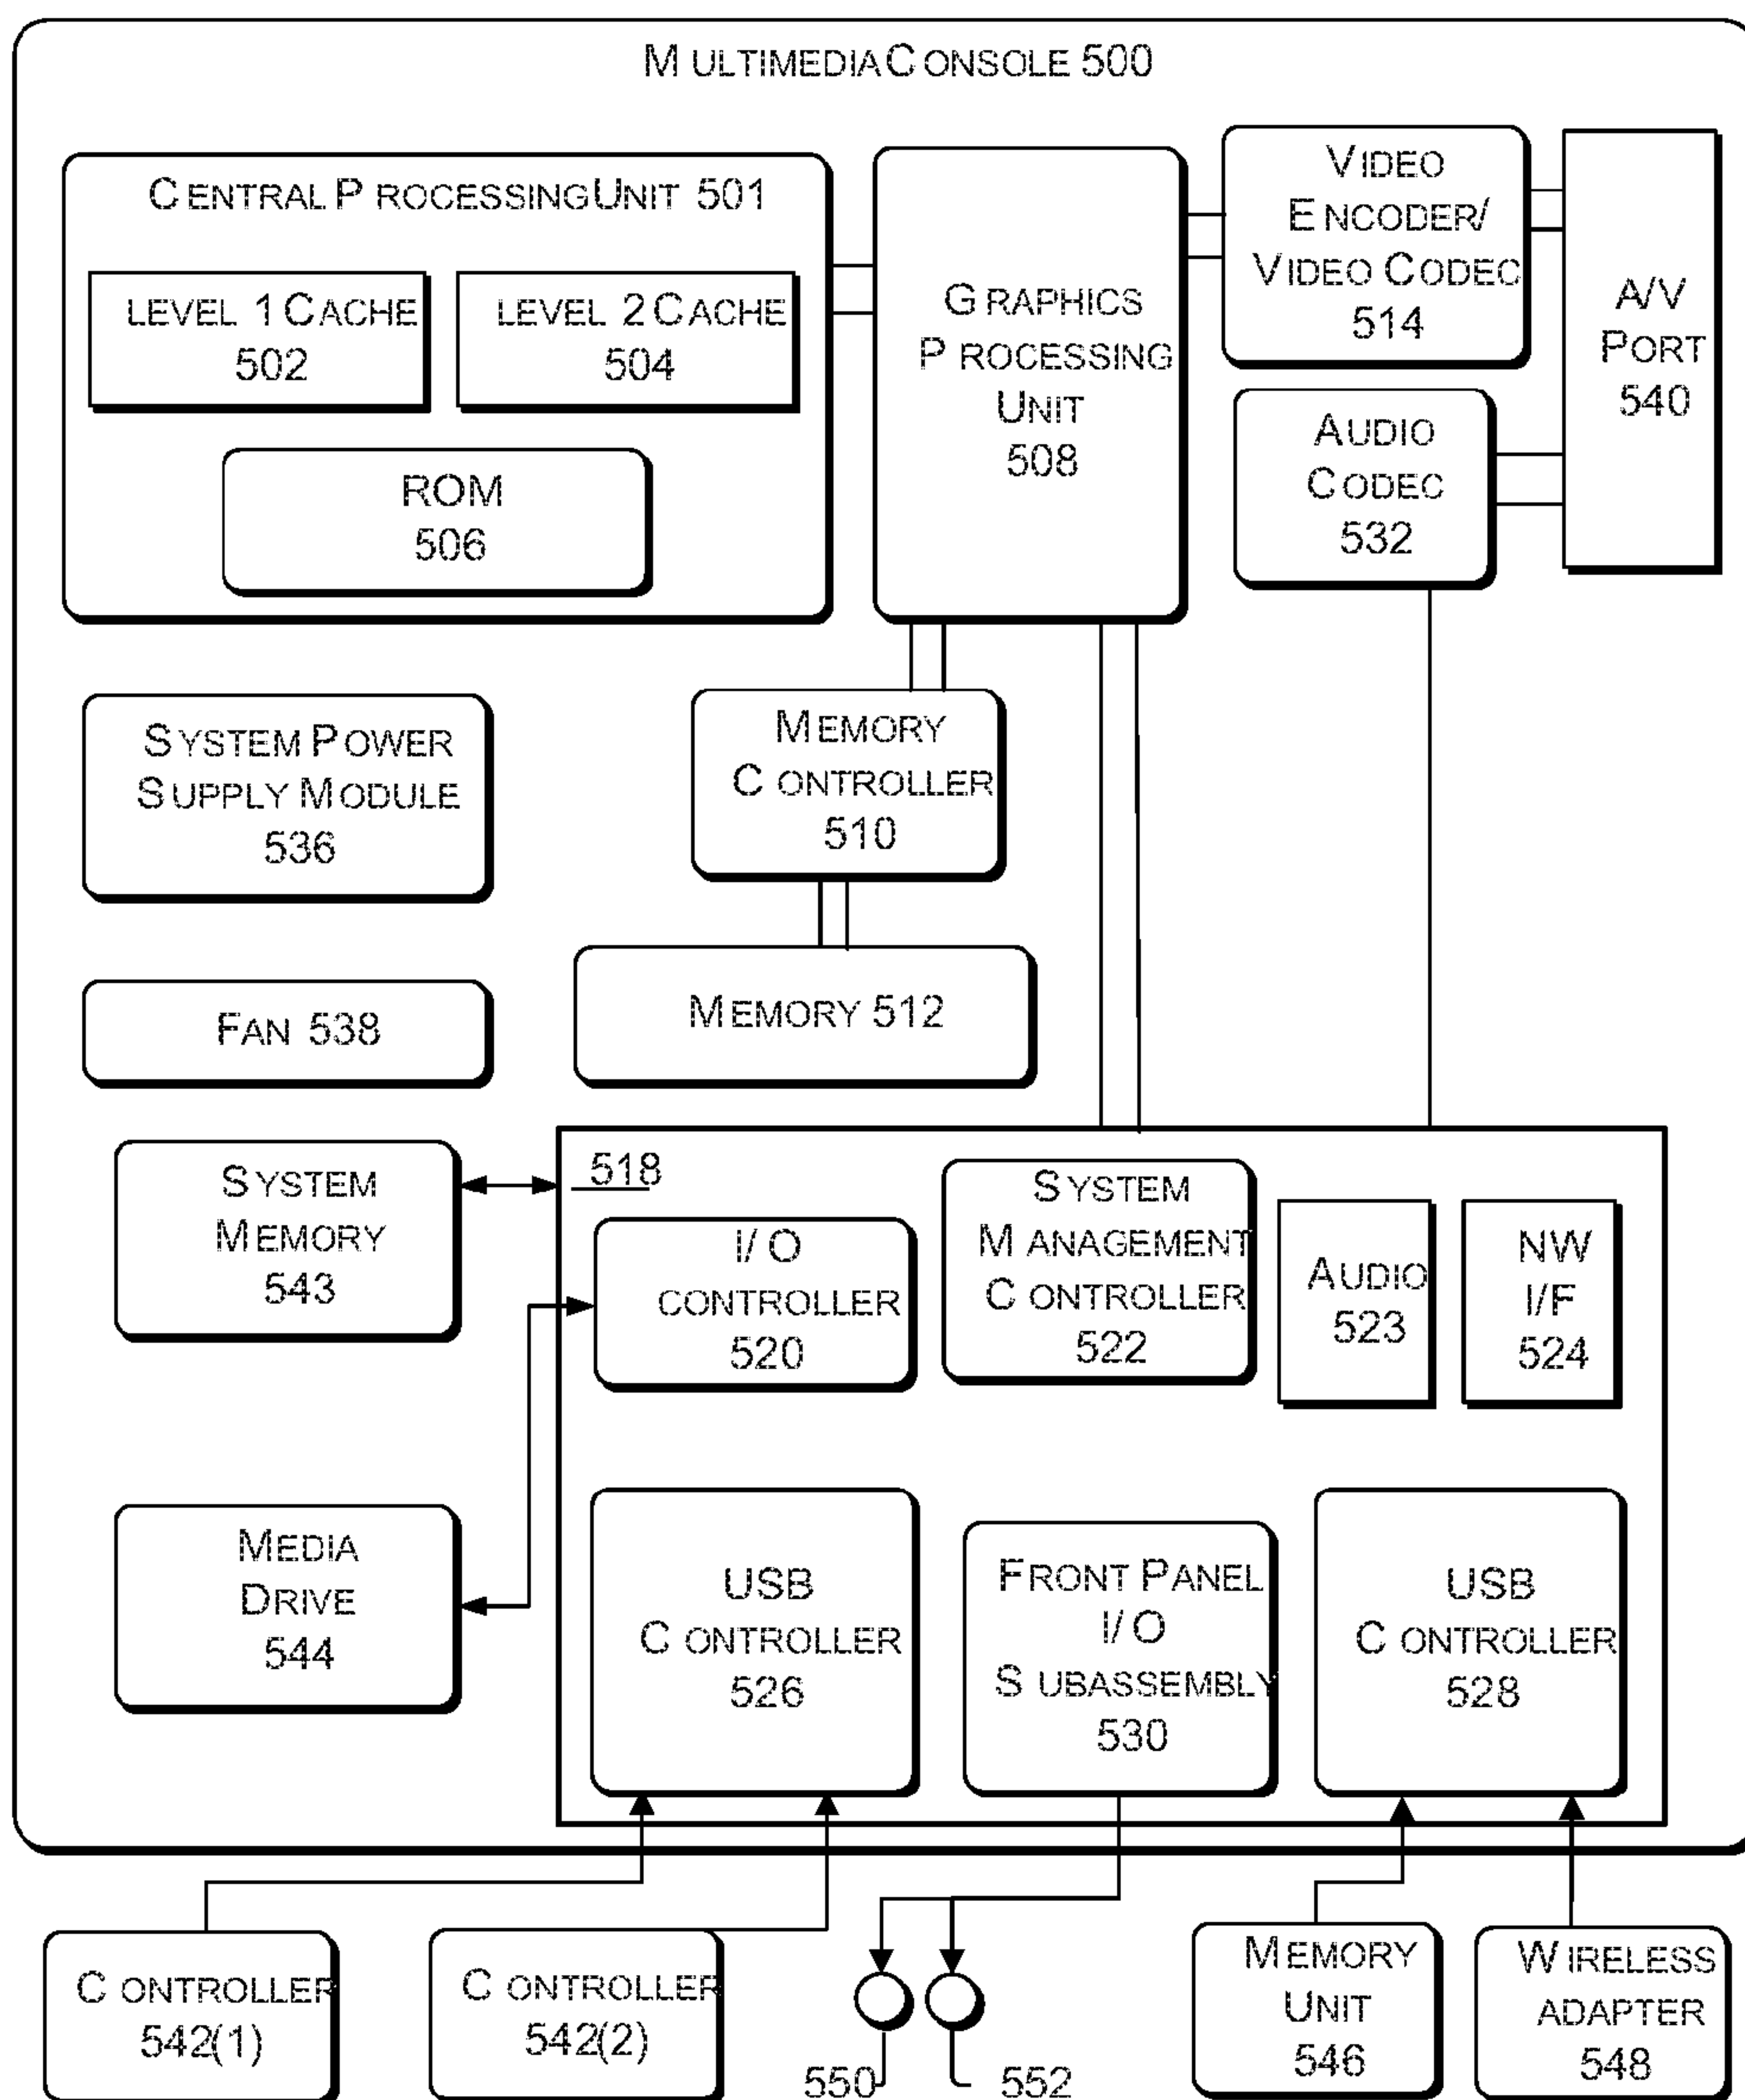 MULTIMEDIA CONSOLE 500
CENTRAL PROCESSING UNIT 501
LEVEL 1 CACHE
502
LEVEL 2 CACHE
504
ROM
506
GRAPHICS
PROCESSING
UNIT
508
VIDEO
ENCODER/
VIDEO CODEC
514
A/V
PORT
540
AUDIO
CODEC
532
SYSTEM POWER
SUPPLY MODULE
536
MEMORY
CONTROLLER
510
FAN 538
MEMORY 512
SYSTEM
MEMORY
543
518
I/O
CONTROLLER
520
SYSTEM
MANAGEMENT
CONTROLLER
522
AUDIO
523
NW
I/F
524
MEDIA
DRIVE
544
USB
CONTROLLER
526
FRONT PANEL
I/O
SUBASSEMBLY
530
USB
CONTROLLER
528
CONTROLLER
542(1)
CONTROLLER
542(2)
550
552
MEMORY
UNIT
546
WIRELESS
ADAPTER
548